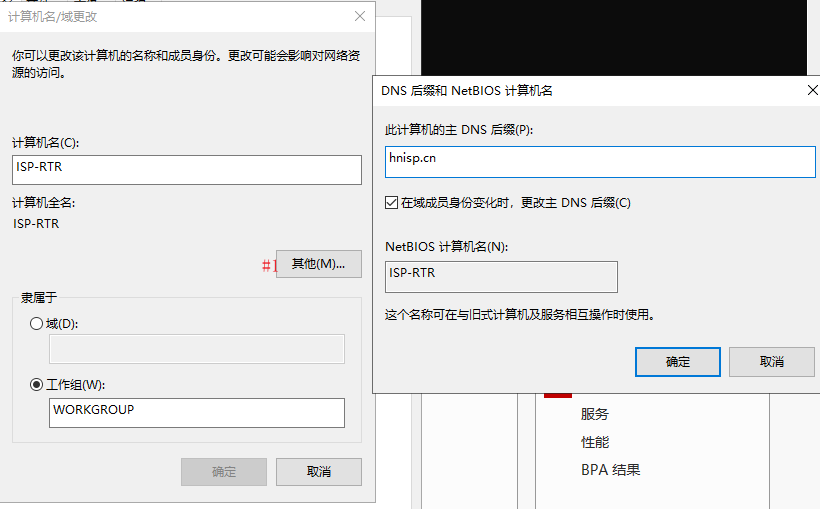 计算机名/域更改
你可以更改该计算机的名称和成员身份。更改可能会影响对网络资
源的访问。
计算机名(C):
ISP-RTR
计算机全名:
ISP-RTR
#1
其他(M)...
隶属于
域(D):
工作组(W):
WORKGROUP
确定
取消
DNS 后缀和 NetBIOS 计算机名
此计算机的主 DNS 后缀(P):
hnisp.cn
在域成员身份变化时，更改主 DNS 后缀(C)
NetBIOS 计算机名(N):
ISP-RTR
这个名称可在与旧式计算机及服务相互操作时使用。
确定
取消
服务
性能
BPA 结果